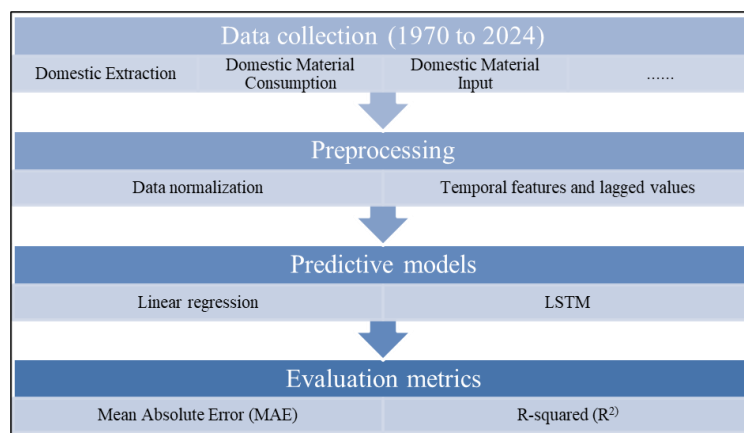 Data collection (1970 to 2024)
Domestic Extraction
Domestic Material
Consumption
Domestic Material
Input
......
Preprocessing
Data normalization
Temporal features and lagged values
Predictive models
Linear regression
LSTM
Evaluation metrics
Mean Absolute Error (MAE)
R-squared (R²⁾